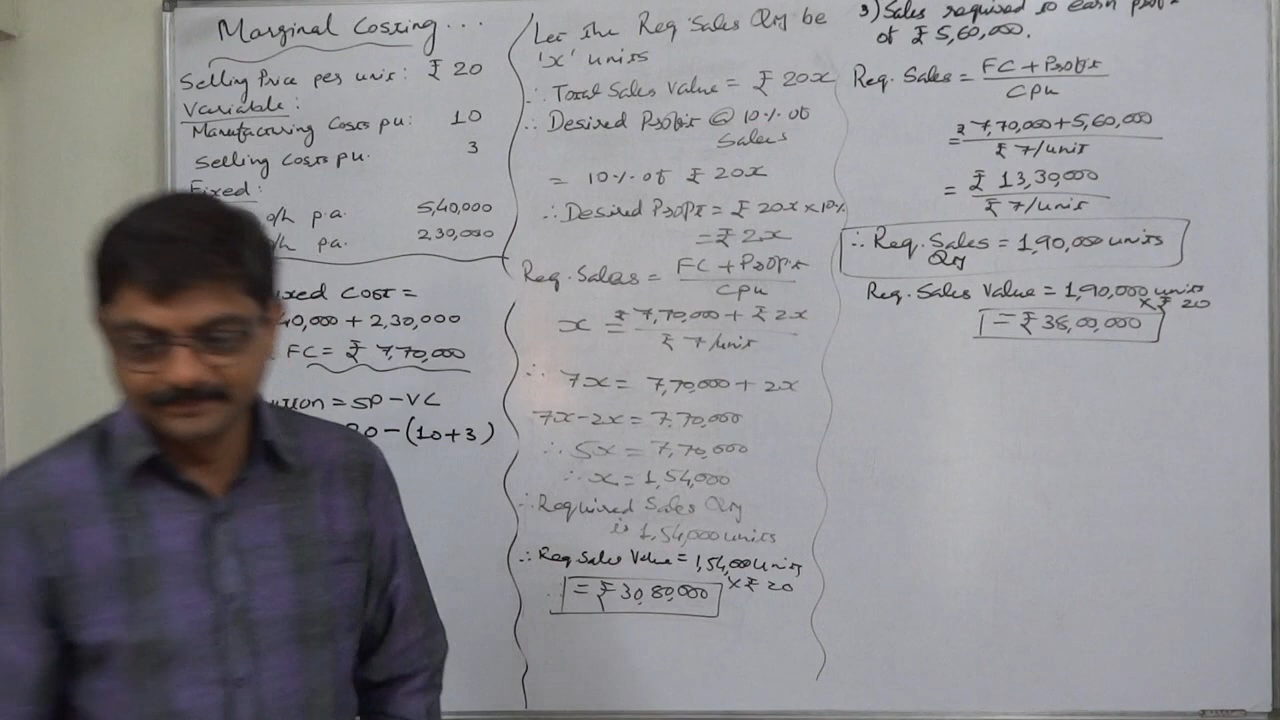 Marginal Costing...
Selling Price per unit: ₹ 20
Variable:
Manufacturing Costs pu: 10
Selling Costs pu. 3
Fixed:
o/h p.a. 5,40,000
p.a. 2,30,000
Cost =
40,000 + 2,30,000
FC = ₹ 7,70,000
= SP - VC
- (10+3)
Let the Req Sales Qty be
'x' units
∴ Total Sales Value = ₹ 20x
∴ Desired Profit @ 10% of
Sales
= 10% of ₹ 20x
∴ Desired Profit = ₹ 20x × 10%
= ₹ 2x
Req. Sales = FC + Profit
Cpu
x = ₹ 7,70,000 + ₹ 2x
₹ 7/unit
∴ 7x = 7,70,000 + 2x
7x - 2x = 7,70,000
∴ 5x = 7,70,000
∴ x = 1,54,000
∴ Required Sales Qty
is 1,54,000 units
∴ Req Sales Value = 1,54,000 units
× ₹ 20
= ₹ 30,80,000
3) Sales required to earn
of ₹ 5,60,000.
Req. Sales = FC + Profit
Cpu
= ₹ 7,70,000 + 5,60,000
₹ 7/unit
= ₹ 13,30,000
₹ 7/unit
∴ Req. Sales = 1,90,000 units
Qty
Req. Sales Value = 1,90,000 units
× ₹ 20
= ₹ 38,00,000